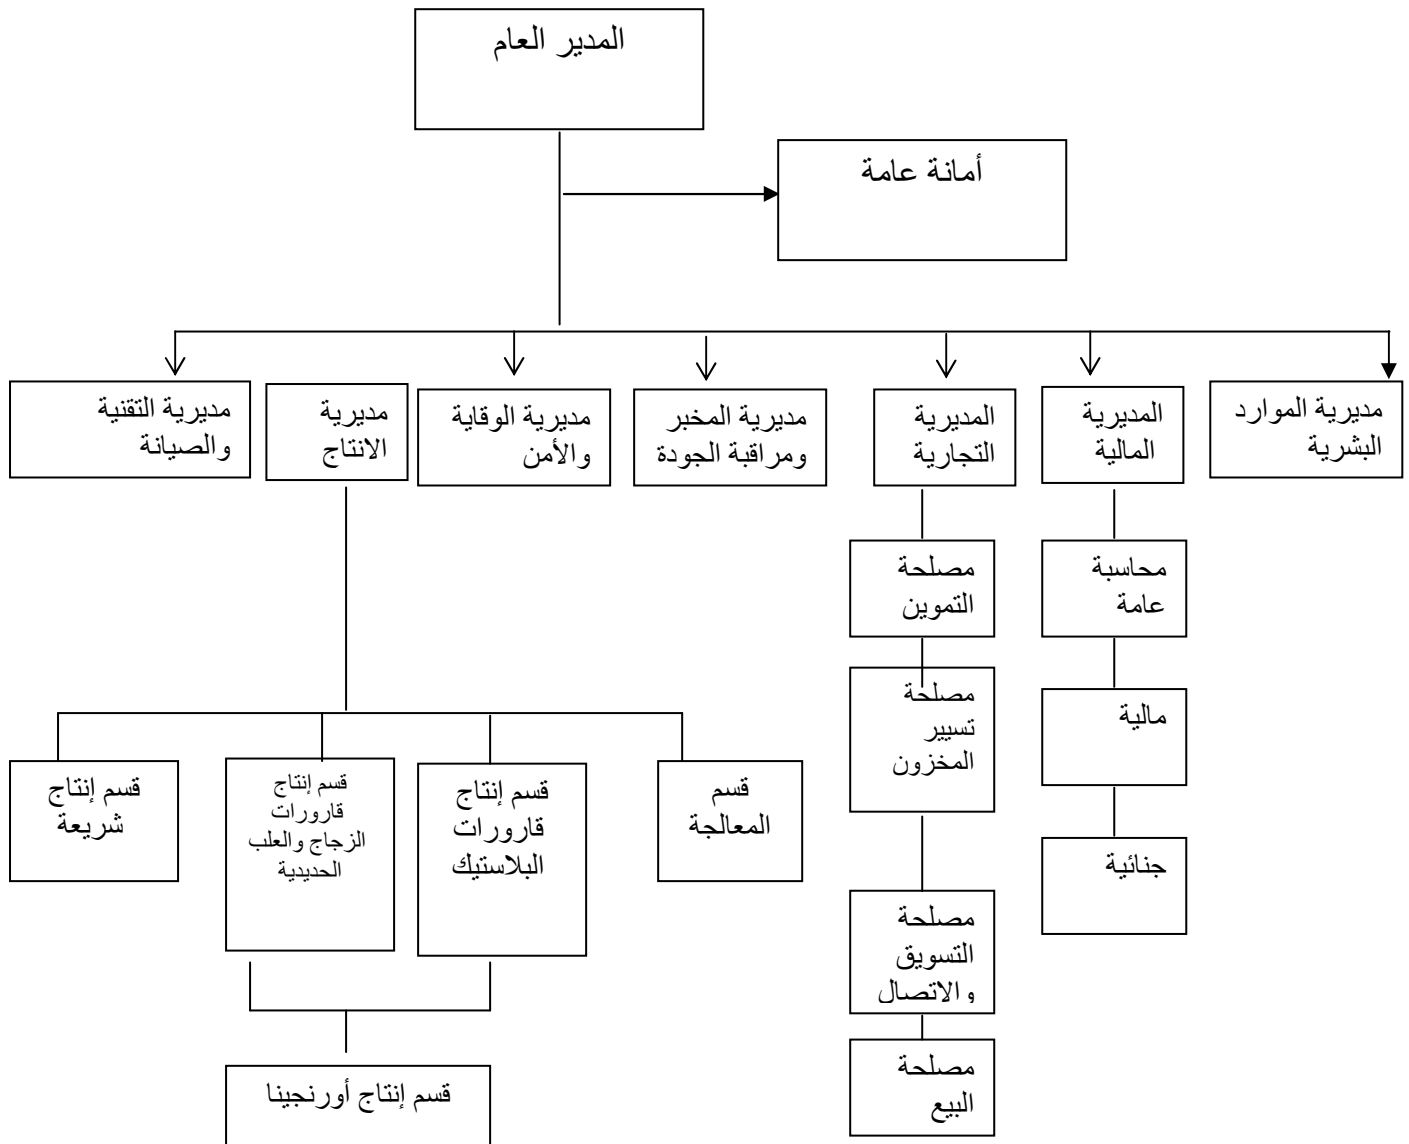 المدير العام
أمانة عامة
مديرية الموارد
البشرية
المديرية
المالية
المديرية
التجارية
مديرية المخبر
ومراقبة الجودة
مديرية الوقاية
والأمن
مديرية
الانتاج
مديرية التقنية
والصيانة
محاسبة
عامة
مالية
جنائية
مصلحة
التموين
مصلحة
تسيير
المخزون
مصلحة
التسويق
والاتصال
مصلحة
البيع
قسم
المعالجة
قسم إنتاج
قارورات
البلاستيك
قسم إنتاج
قارورات
الزجاج والعلب
الحديدية
قسم إنتاج
شريعة
قسم إنتاج أورنجينا